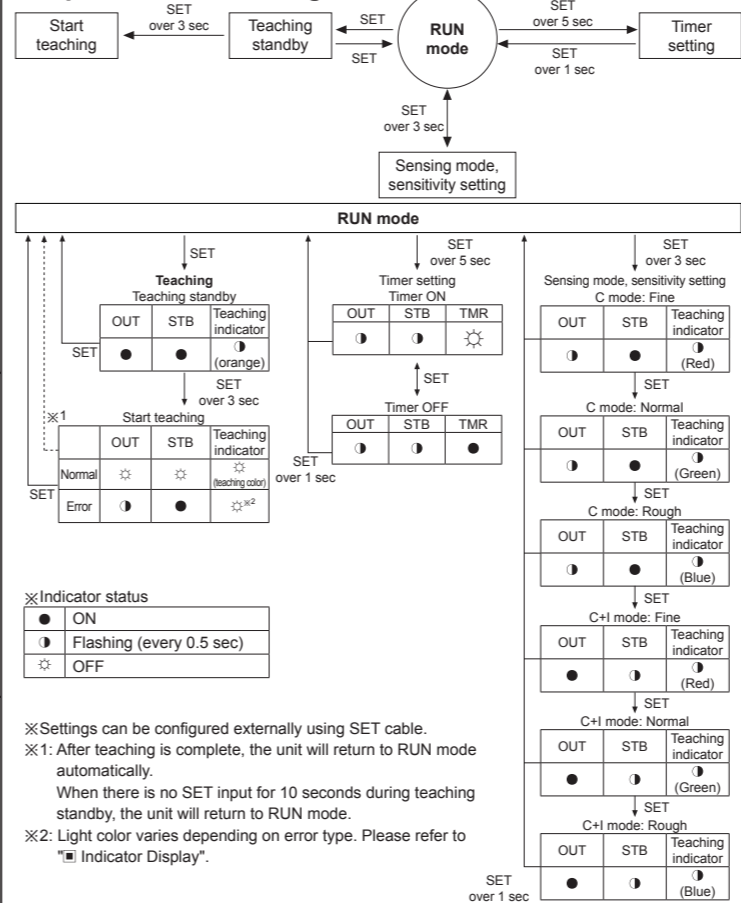 SET
over 3 sec
Start
teaching
Teaching
standby
SET
SET
RUN
mode
SET
over 5 sec
SET
over 1 sec
Timer
setting
SET
over 3 sec
Sensing mode,
sensitivity setting
RUN mode
SET
Teaching
Teaching standby
OUT STB Teaching
indicator
● ● ◑
(orange)
SET
SET
over 3 sec
※1
Start teaching
OUT STB Teaching
indicator
Normal ☼ ☼ ☼
(teaching color)
Error ◑ ● ☼※2
SET
SET
over 5 sec
Timer setting
Timer ON
OUT STB TMR
◑ ◑ ☼
SET
Timer OFF
OUT STB TMR
◑ ◑ ●
SET
over 1 sec
SET
over 3 sec
Sensing mode, sensitivity setting
C mode: Fine
OUT STB Teaching
indicator
◑ ● ◑
(Red)
SET
C mode: Normal
OUT STB Teaching
indicator
◑ ● ◑
(Green)
SET
C mode: Rough
OUT STB Teaching
indicator
◑ ● ◑
(Blue)
SET
C+I mode: Fine
OUT STB Teaching
indicator
● ◑ ◑
(Red)
SET
C+I mode: Normal
OUT STB Teaching
indicator
● ◑ ◑
(Green)
SET
C+I mode: Rough
OUT STB Teaching
indicator
● ◑ ◑
(Blue)
SET
over 1 sec
※Indicator status
● ON
◑ Flashing (every 0.5 sec)
☼ OFF
※Settings can be configured externally using SET cable.
※1: After teaching is complete, the unit will return to RUN mode
automatically.
When there is no SET input for 10 seconds during teaching
standby, the unit will return to RUN mode.
※2: Light color varies depending on error type. Please refer to
"▣ Indicator Display".